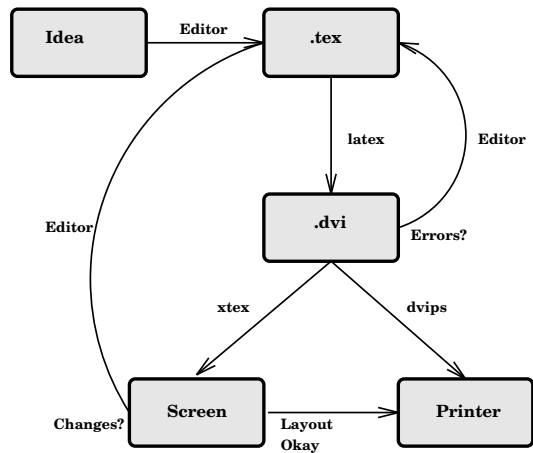 Idea
Editor
.tex
latex
Editor
Editor
.dvi
Errors?
xtex
dvips
Changes?
Screen
Layout
Okay
Printer